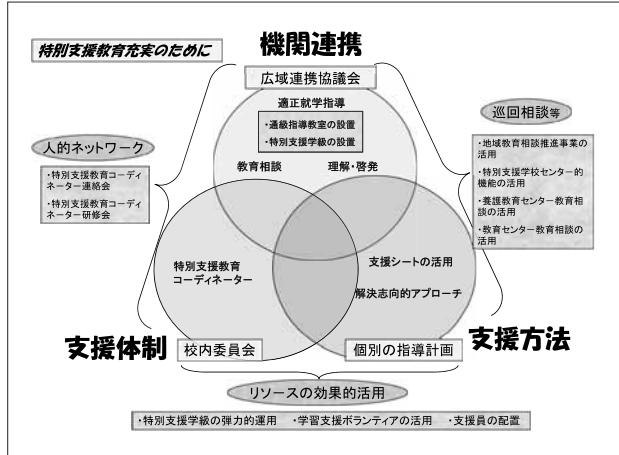 特別支援教育充実のために
機関連携
広域連携協議会
適正就学指導
・通級指導教室の設置
・特別支援学級の設置
教育相談
理解・啓発
人的ネットワーク
・特別支援教育コーディ
ネーター連絡会
・特別支援教育コーディ
ネーター研修会
巡回相談等
・地域教育相談推進事業の
活用
・特別支援学校センター的
機能の活用
・養護教育センター教育相
談の活用
・教育センター教育相談の
活用
特別支援教育
コーディネーター
支援シートの活用
解決志向的アプローチ
支援体制
校内委員会
個別の指導計画
支援方法
リソースの効果的活用
・特別支援学級の弾力的運用 ・学習支援ボランティアの活用 ・支援員の配置